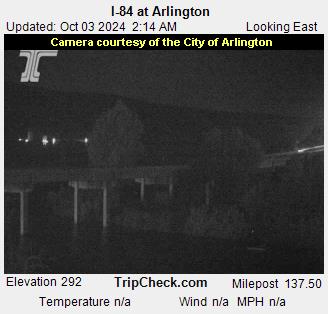 I-84 at Arlington
Updated: Oct 03 2024 2:14 AM Looking East
Camera courtesy of the City of Arlington
Elevation 292 TripCheck.com Milepost 137.50
Temperature n/a Wind n/a MPH n/a